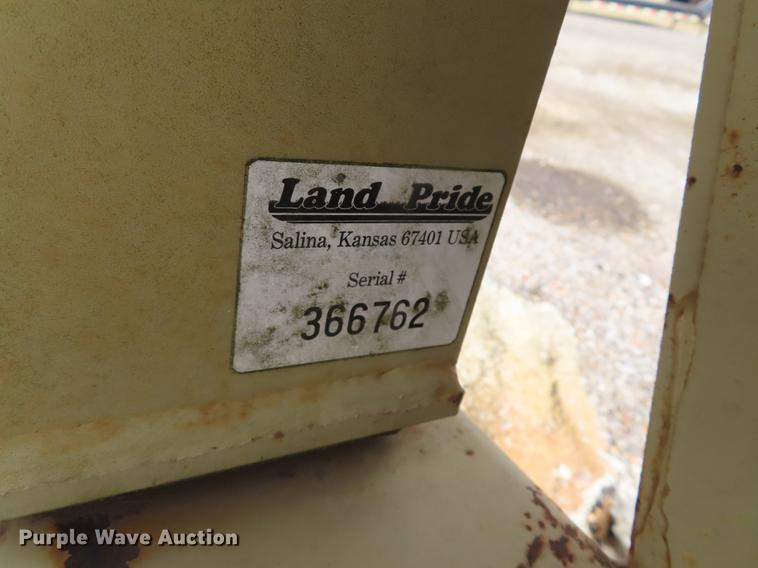 Land Pride
Salina, Kansas 67401 USA
Serial #
366762
Purple Wave Auction